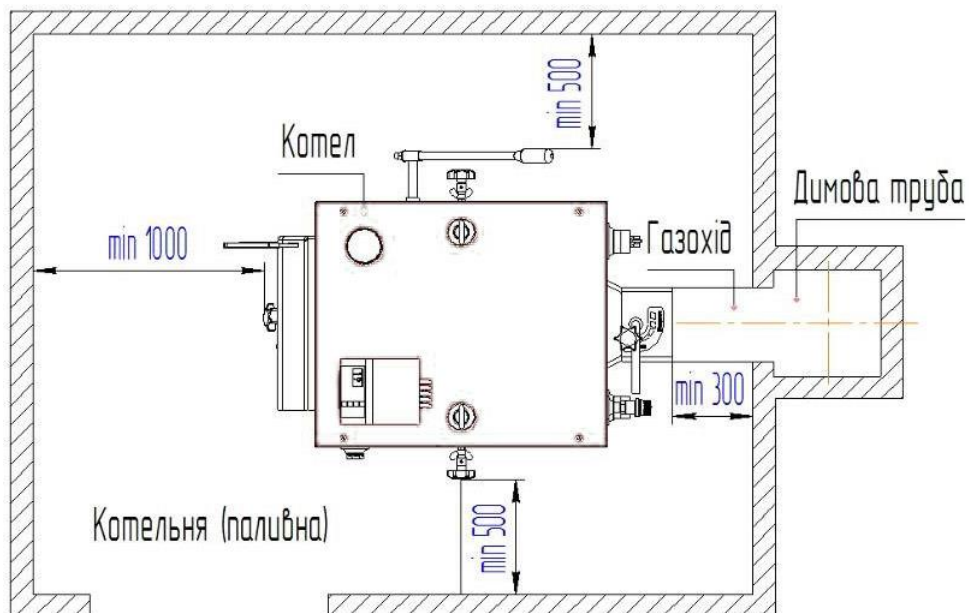 min 500
Котел
Димова труба
min 1000
Газохід
min 300
Котельня (паливна)
min 500